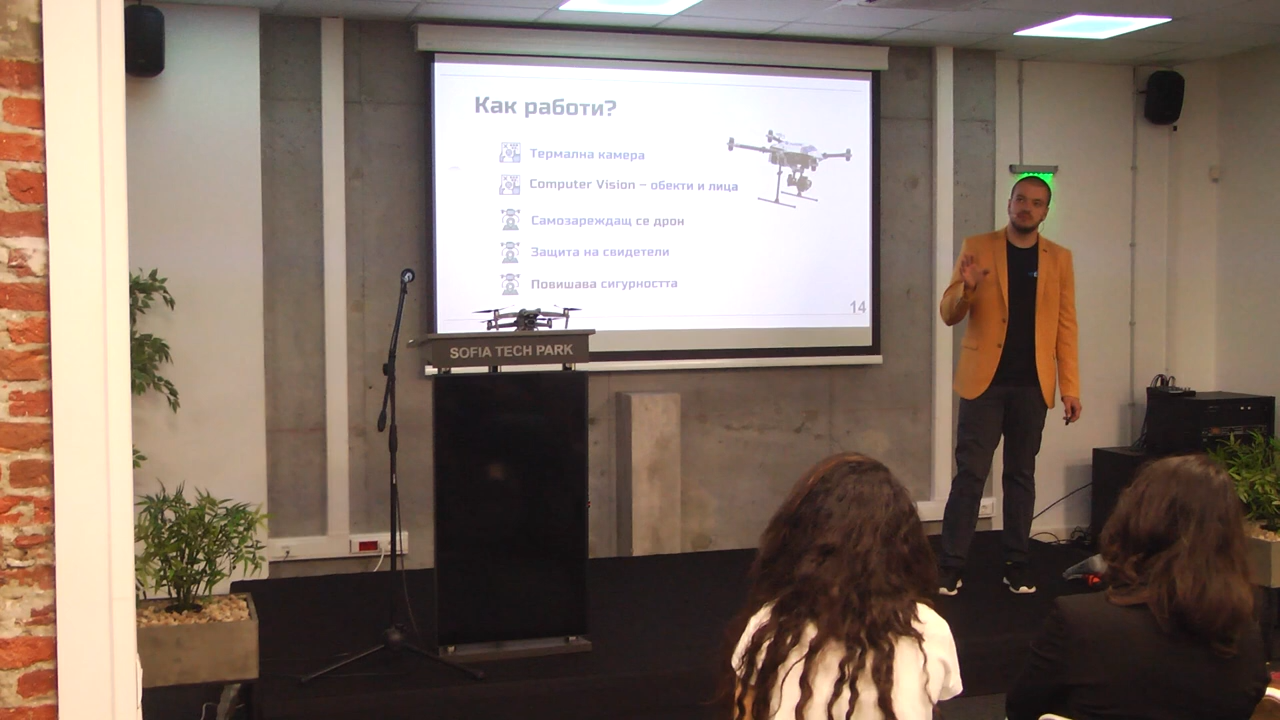 Как работи?
Термална камера
Computer Vision – обекти и лица
Самозареждащ се дрон
Защита на свидетели
Повишава сигурността
14
SOFIA TECH PARK